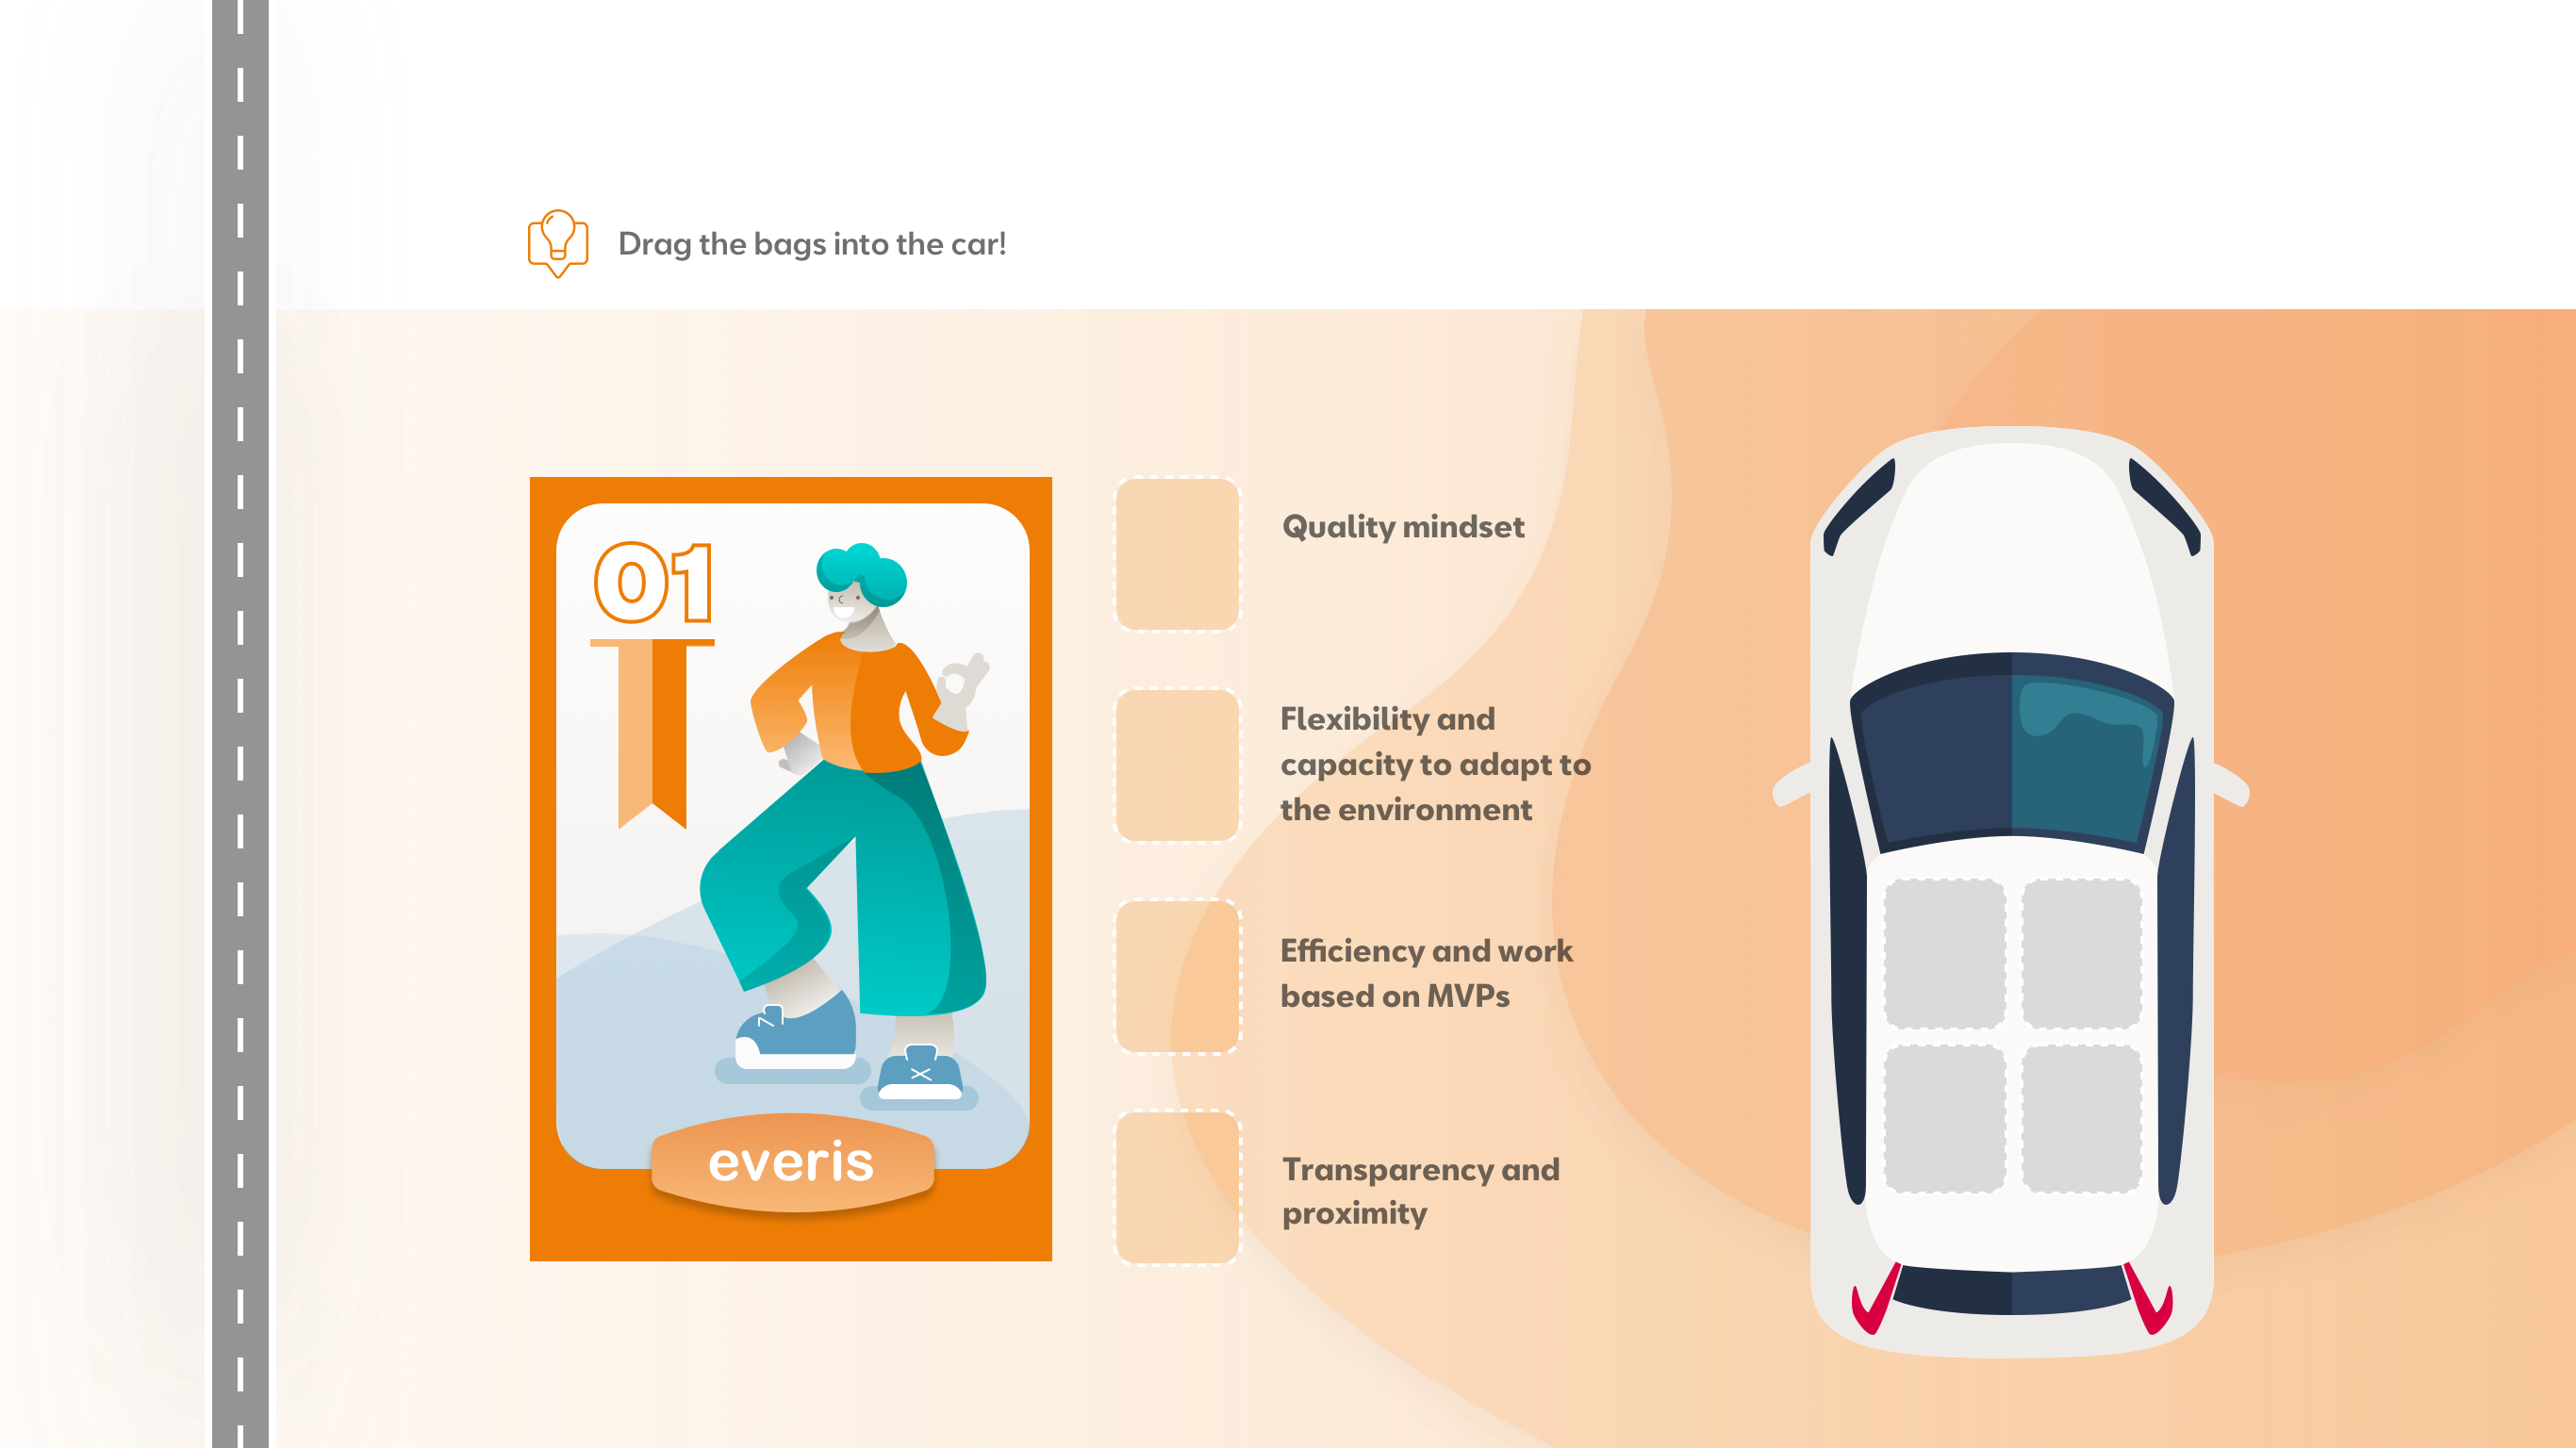 Drag the bags into the car!
01
everis
Quality mindset
Flexibility and
capacity to adapt to
the environment
Efficiency and work
based on MVPs
Transparency and
proximity